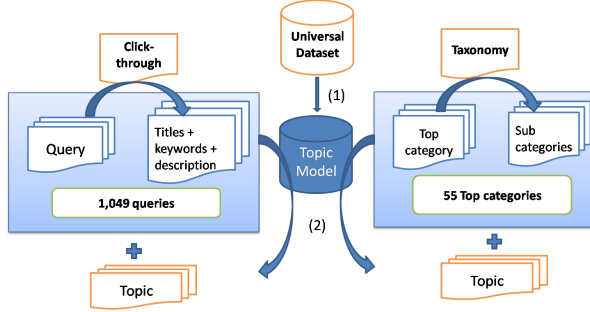 Click-
through
Universal
Dataset
Taxonomy
(1)
Query
Titles +
keywords +
description
1,049 queries
Topic
Model
Top
category
Sub
categories
55 Top categories
(2)
Topic
Topic